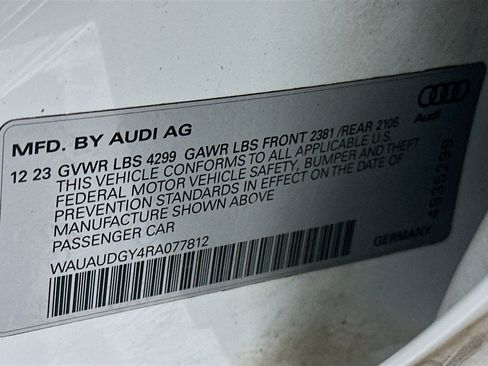 MFD. BY AUDI AG
Audi
12 23 GVWR LBS 4299 GAWR LBS FRONT 2381 /REAR 2105
THIS VEHICLE CONFORMS TO ALL APPLICABLE U.S.
FEDERAL MOTOR VEHICLE SAFETY, BUMPER AND THEFT
PREVENTION STANDARDS IN EFFECT ON THE DATE OF
MANUFACTURE SHOWN ABOVE
PASSENGER CAR
WAUAUDGY4RA077812
GERMANY
4935299